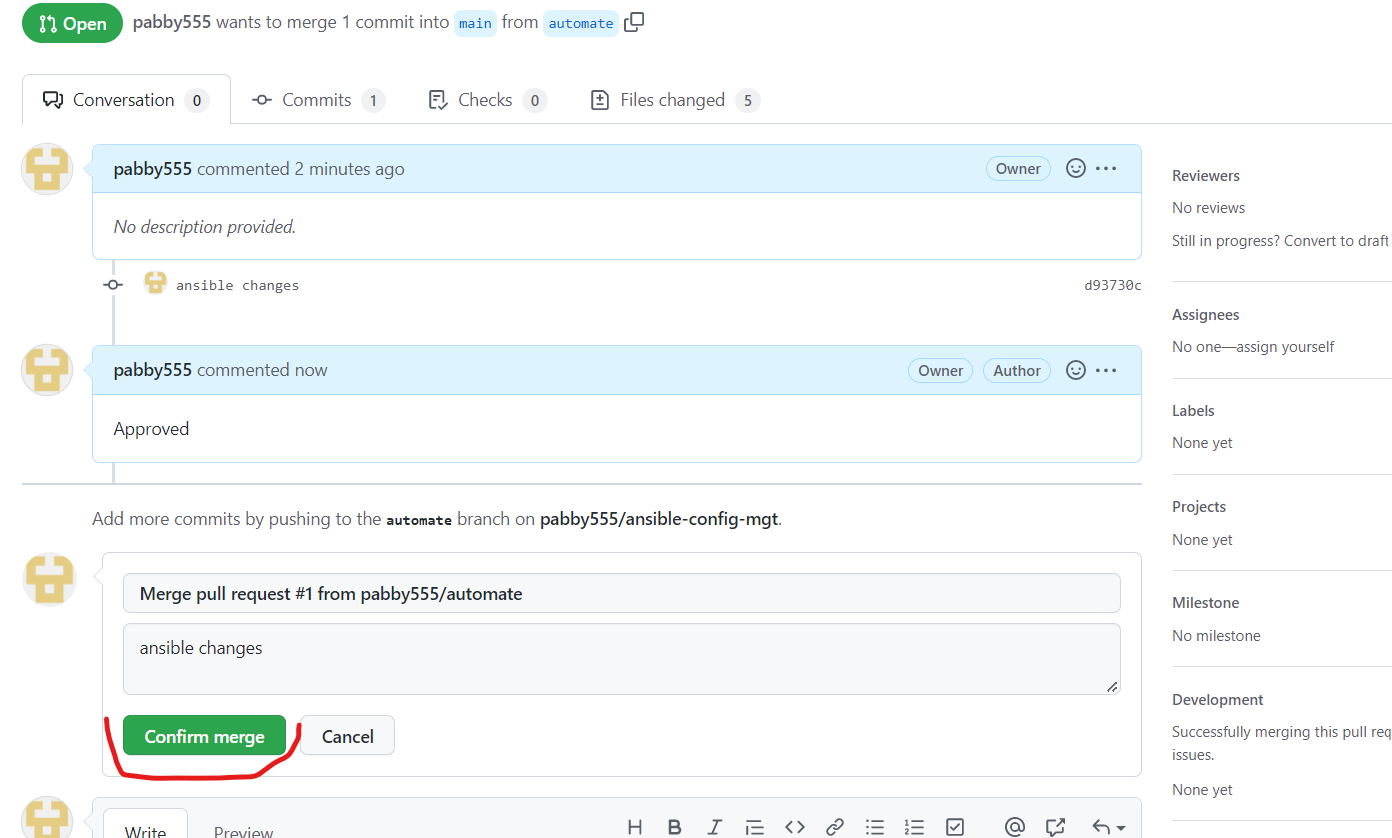 Open pabby555 wants to merge 1 commit into main from automate
Conversation 0 Commits 1 Checks 0 Files changed 5
pabby555 commented 2 minutes ago Owner
No description provided.
ansible changes d93730c
pabby555 commented now Owner Author
Approved
Add more commits by pushing to the automate branch on pabby555/ansible-config-mgt.
Merge pull request #1 from pabby555/automate
ansible changes
Confirm merge Cancel
Write Preview
Reviewers
No reviews
Still in progress? Convert to draft
Assignees
No one—assign yourself
Labels
None yet
Projects
None yet
Milestone
No milestone
Development
Successfully merging this pull req
issues.
None yet